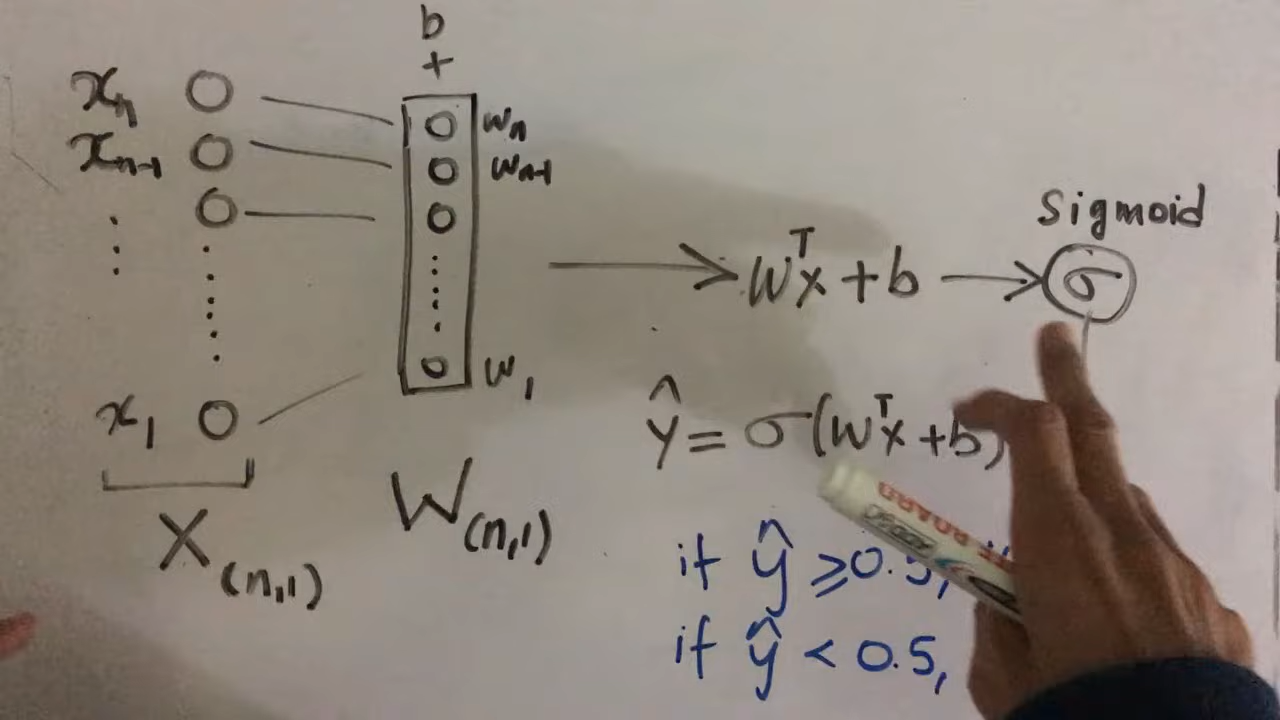 b
+
xₙ
wₙ
xₙ₋₁
wₙ₋₁
⋮
x₁
w₁
X₍ₙ,₁₎
W₍ₙ,₁₎
Sigmoid
wᵀx + b → σ
ŷ = σ(wᵀx + b)
if ŷ ≥ 0.5,
if ŷ < 0.5,
BOARD